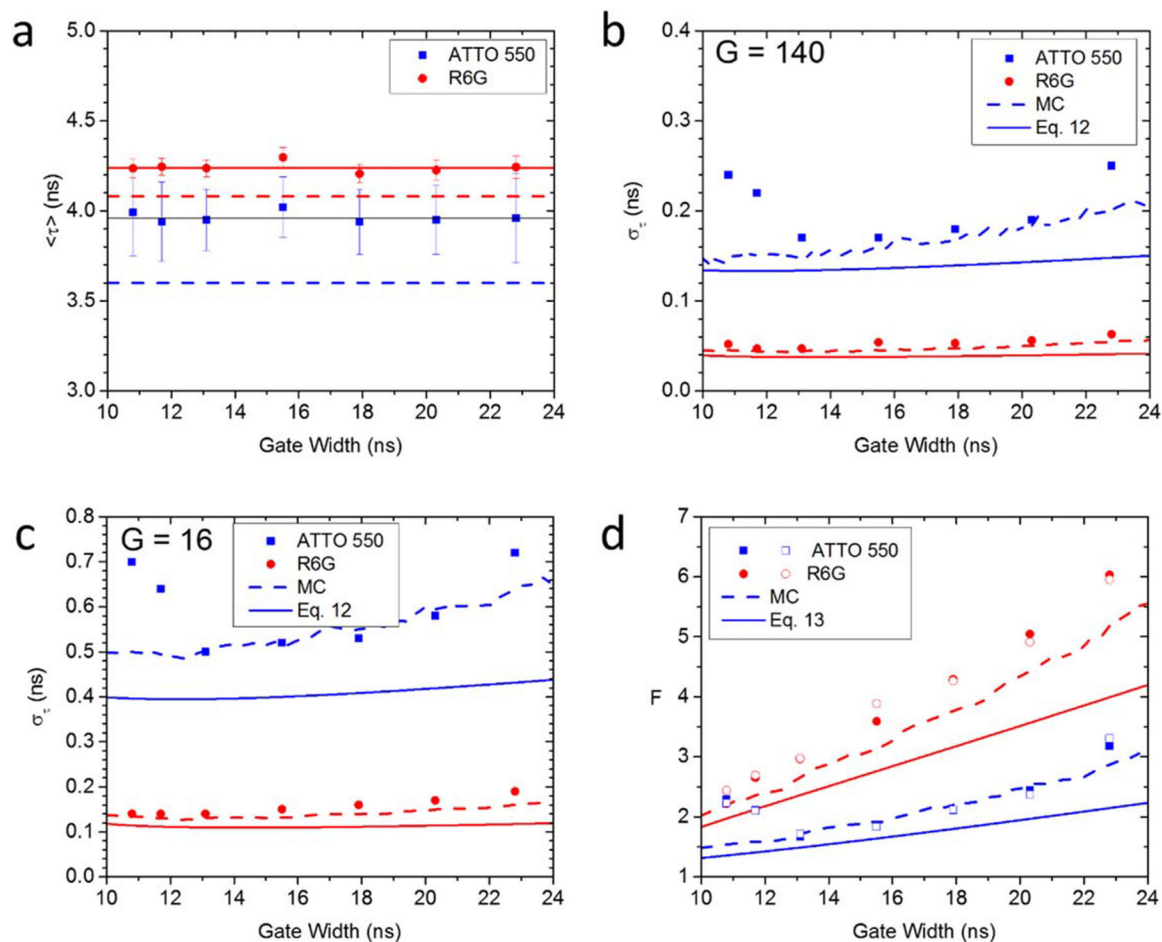 a
5.0
4.5
4.0
3.5
3.0
<τ> (ns)
ATTO 550
R6G
10 12 14 16 18 20 22 24
Gate Width (ns)
b
0.4
0.3
0.2
0.1
0.0
στ (ns)
G = 140
ATTO 550
R6G
MC
Eq. 12
10 12 14 16 18 20 22 24
Gate Width (ns)
c
0.8
0.7
0.6
0.5
0.4
0.3
0.2
0.1
0.0
στ (ns)
G = 16
ATTO 550
R6G
MC
Eq. 12
10 12 14 16 18 20 22 24
Gate Width (ns)
d
7
6
5
4
3
2
1
F
ATTO 550
R6G
MC
Eq. 13
10 12 14 16 18 20 22 24
Gate Width (ns)